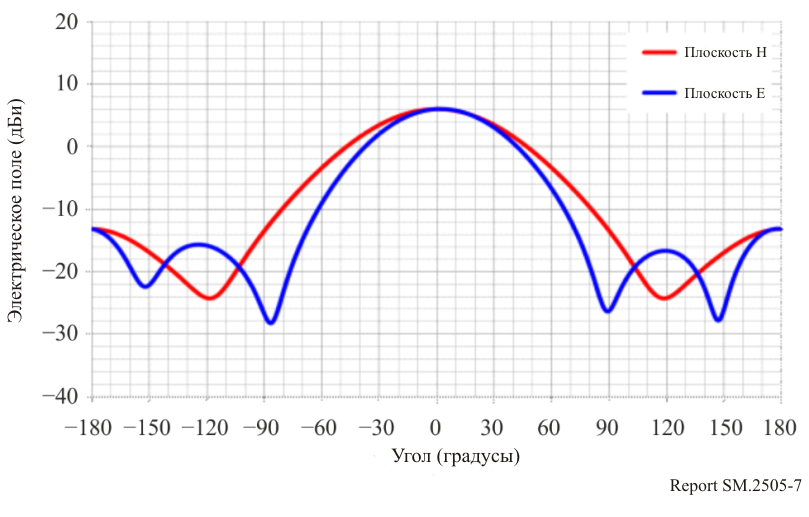 20
10
0
−10
−20
−30
−40
Электрическое поле (дБи)
Плоскость H
Плоскость E
−180 −150 −120 −90 −60 −30 0 30 60 90 120 150 180
Угол (градусы)
Report SM.2505-7